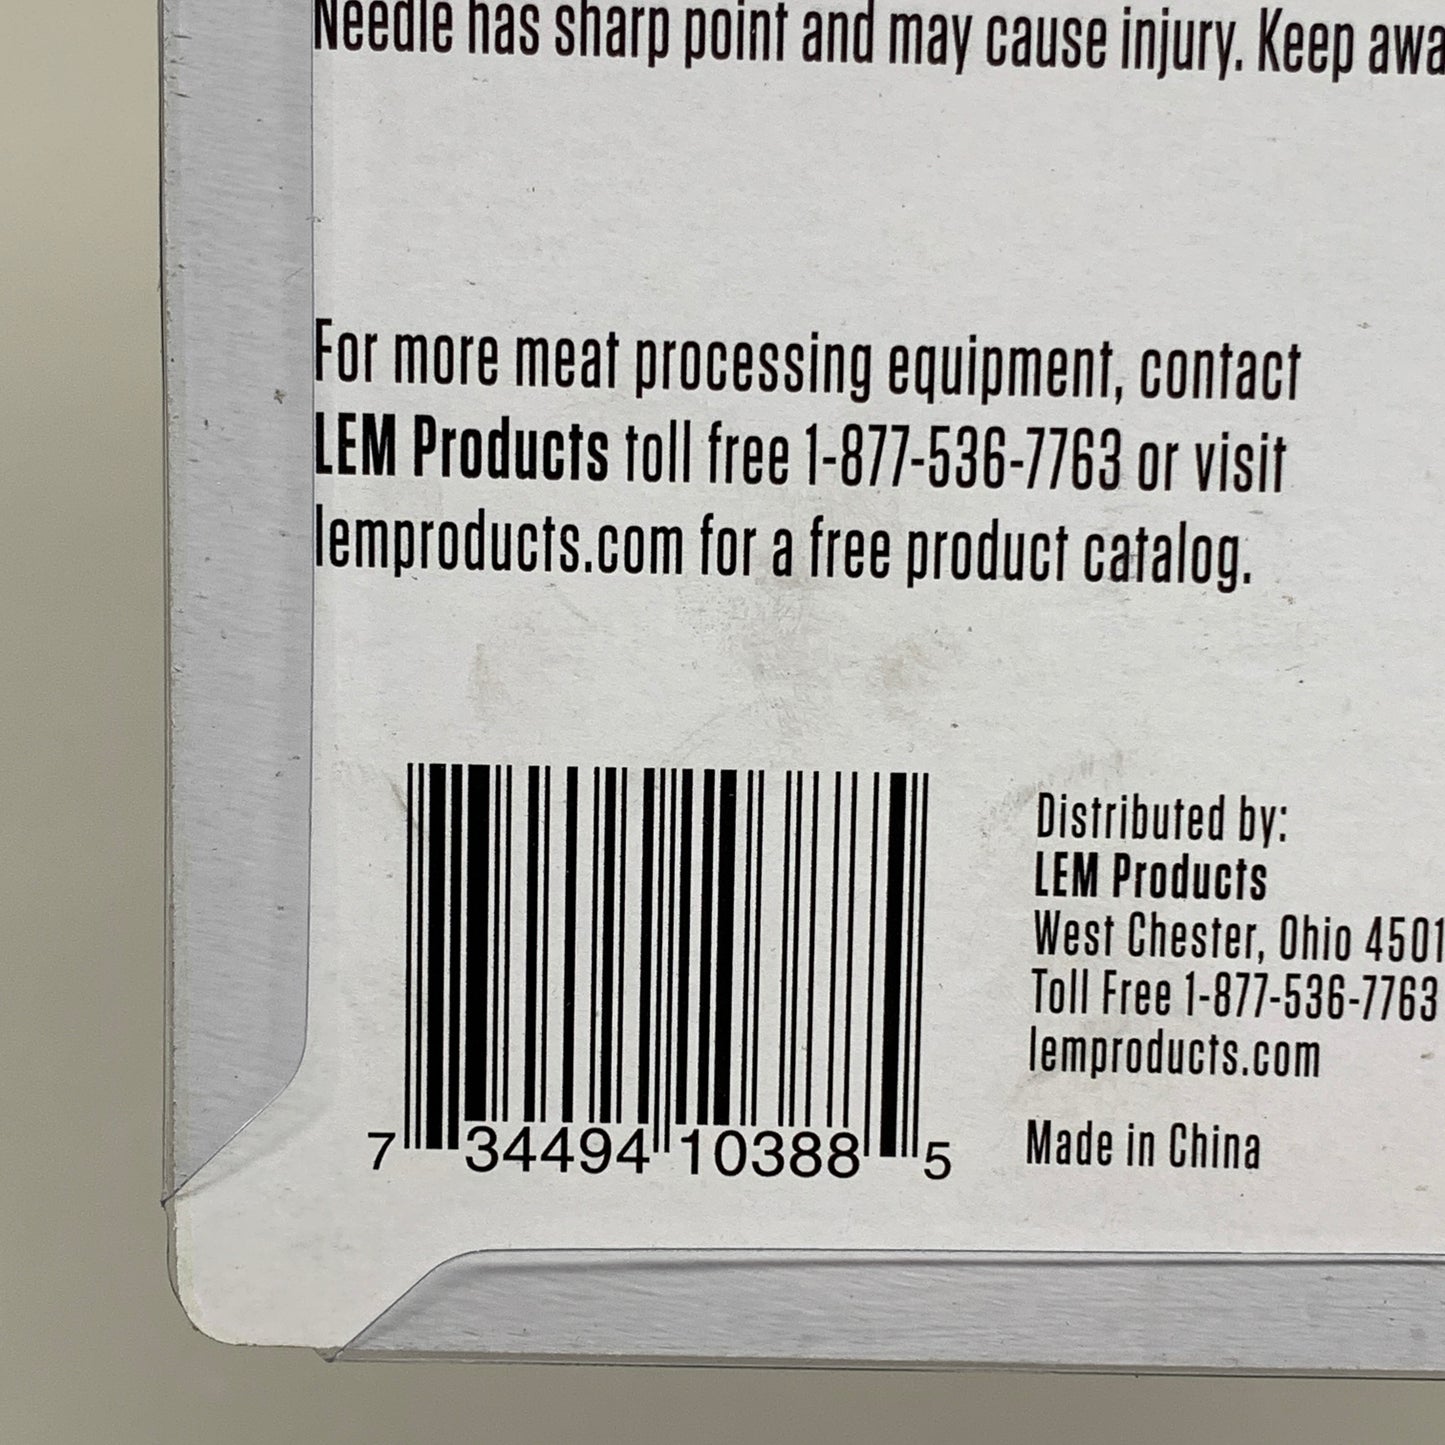 Needle has sharp point and may cause injury. Keep
For more meat processing equipment, contact
LEM Products toll free 1-877-536-7763 or visit
lemproducts.com for a free product catalog.
Distributed by:
LEM Products
West Chester, Ohio 4501
Toll Free 1-877-536-7763
lemproducts.com
Made in China
7 34494 10388 5